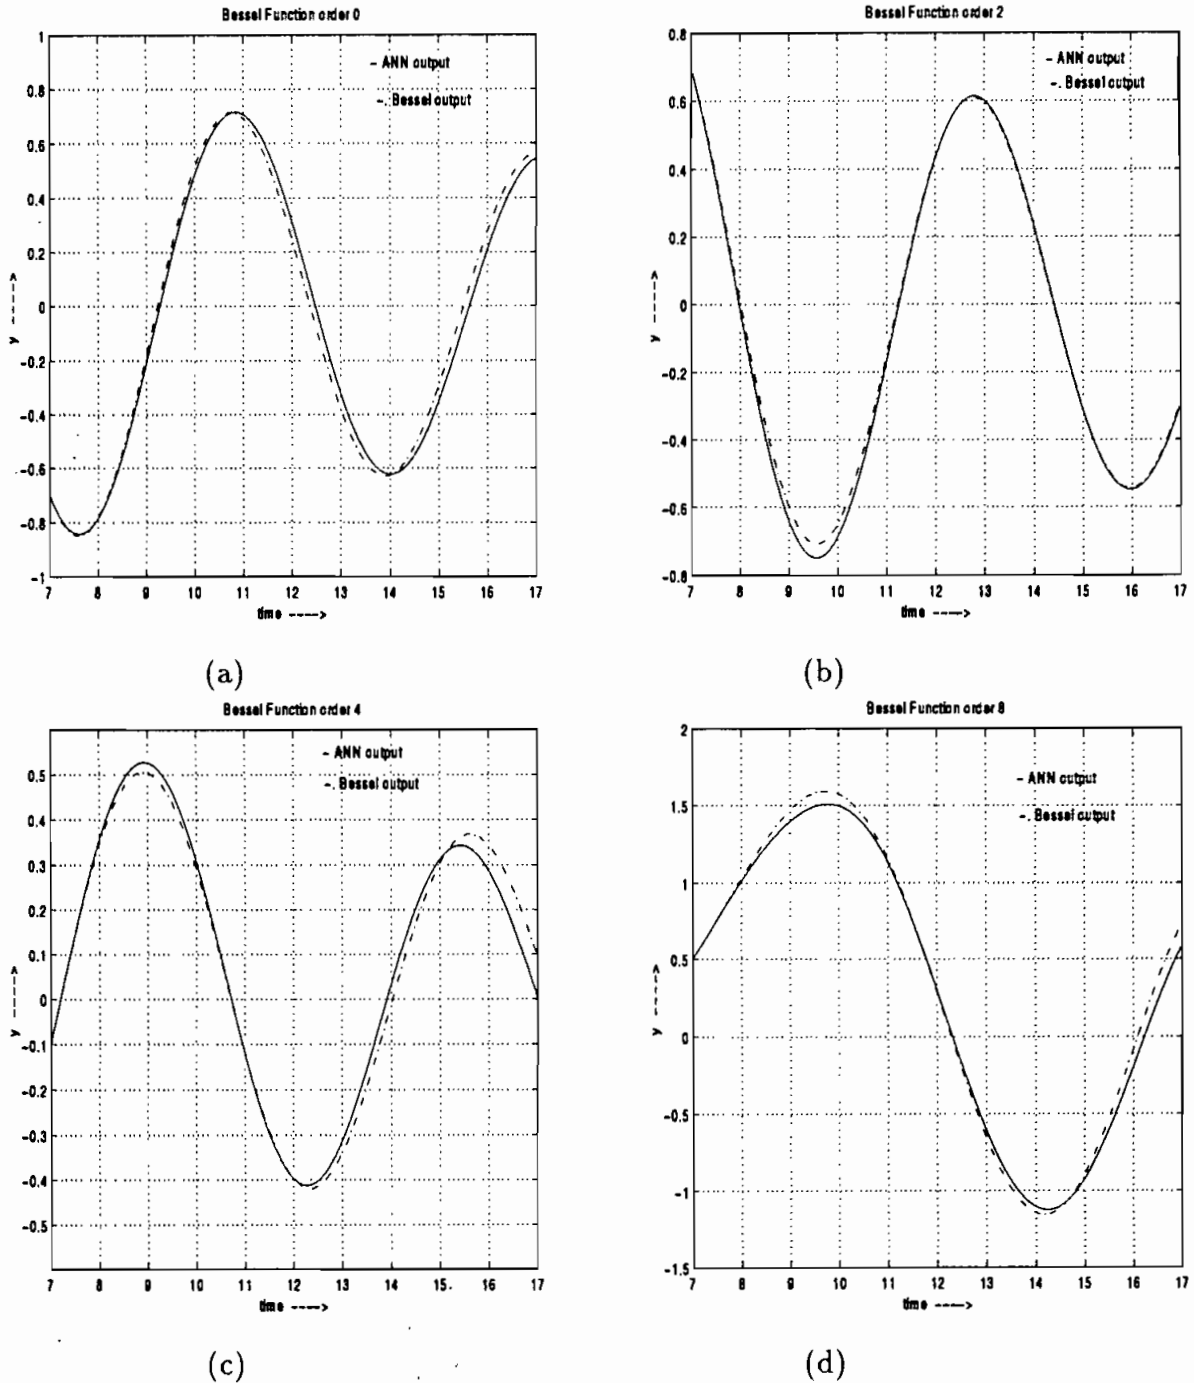 Bessel Function order 0
- ANN output
-. Bessel output
1
0.8
0.6
0.4
0.2
0
-0.2
-0.4
-0.6
-0.8
-1
y ----->
7 8 9 10 11 12 13 14 15 16 17
time ---->
(a)
Bessel Function order 2
- ANN output
-. Bessel output
0.8
0.6
0.4
0.2
0
-0.2
-0.4
-0.6
-0.8
y ----->
7 8 9 10 11 12 13 14 15 16 17
time ---->
(b)
Bessel Function order 4
- ANN output
-. Bessel output
0.5
0.4
0.3
0.2
0.1
0
-0.1
-0.2
-0.3
-0.4
-0.5
y ----->
7 8 9 10 11 12 13 14 15 16 17
time ---->
(c)
Bessel Function order 8
- ANN output
-. Bessel output
2
1.5
1
0.5
0
-0.5
-1
-1.5
y ----->
7 8 9 10 11 12 13 14 15 16 17
time ---->
(d)